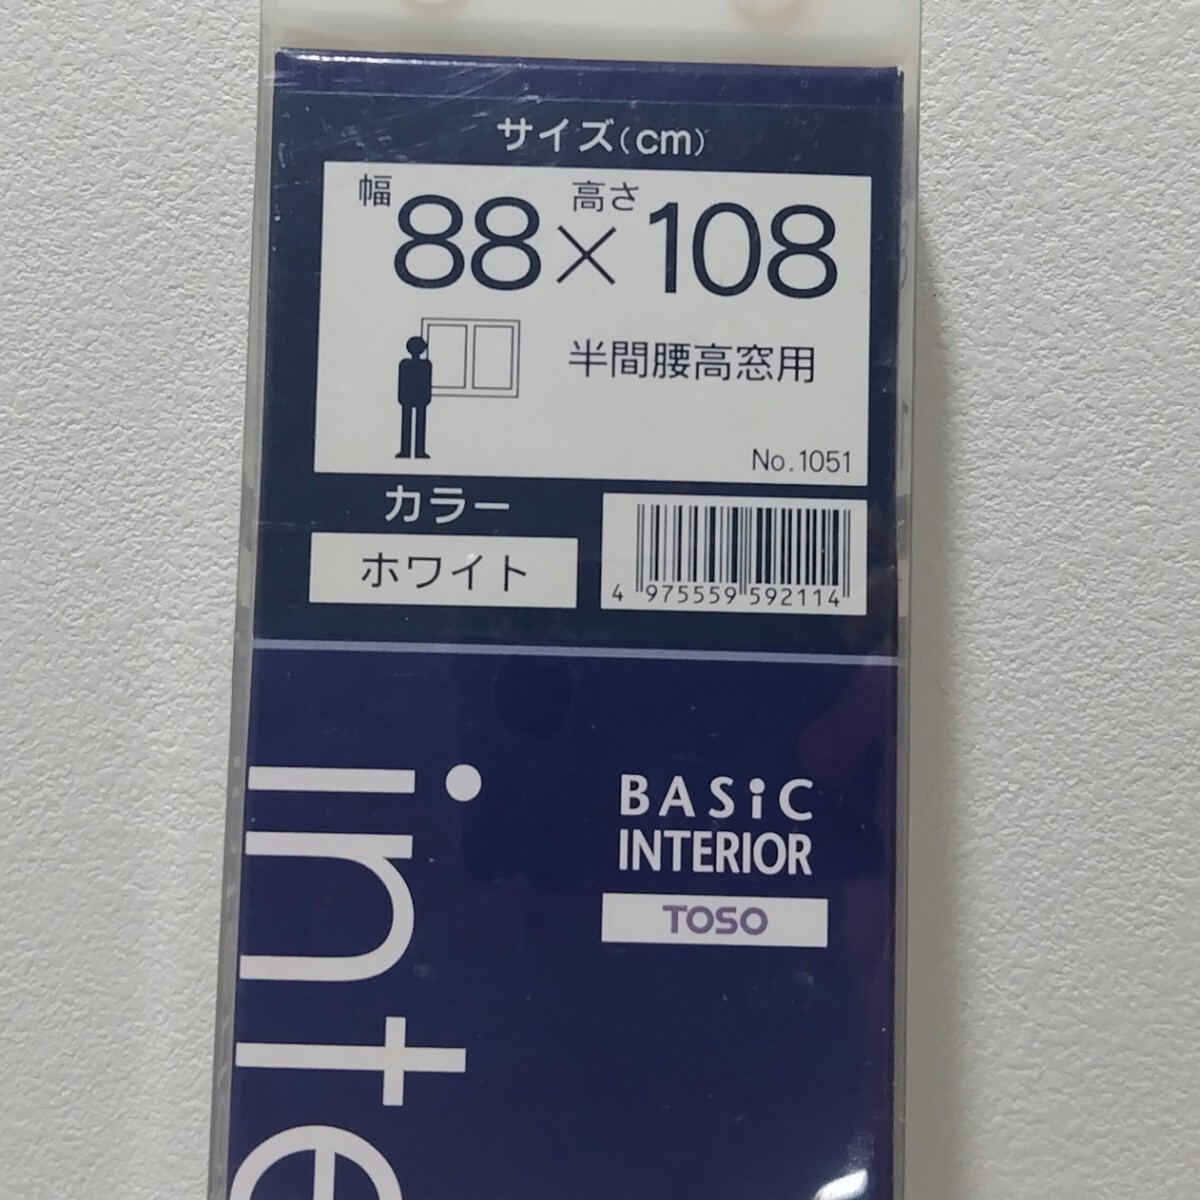 サイズ(cm)
幅 88 × 高さ 108
半間腰高窓用
No.1051
カラー
ホワイト
4 975559 592114
BASiC
INTERIOR
TOSO
inte